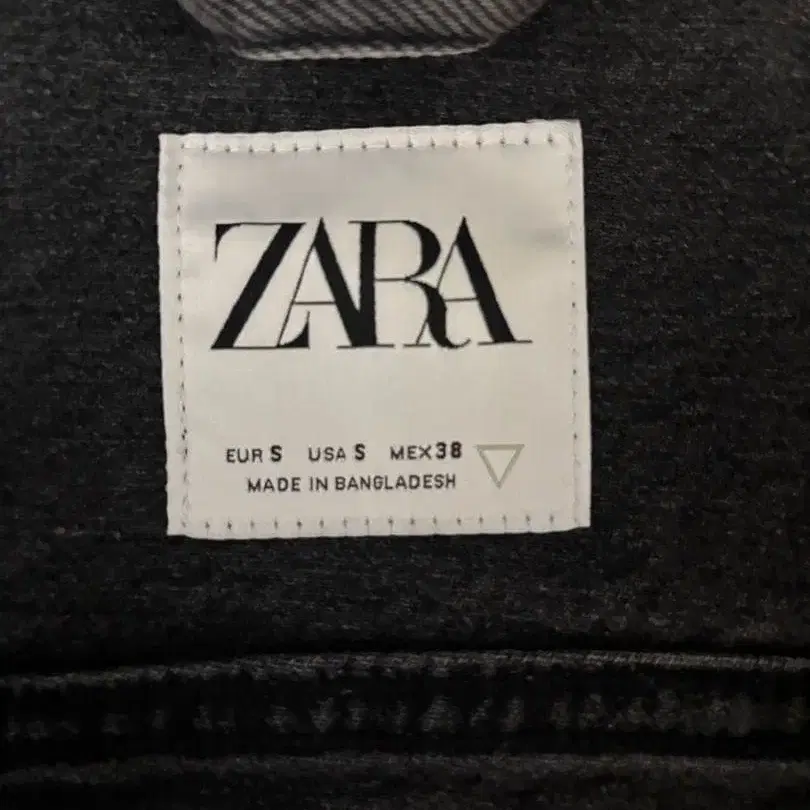 ZARA
EUR S USA S MEX 38
MADE IN BANGLADESH